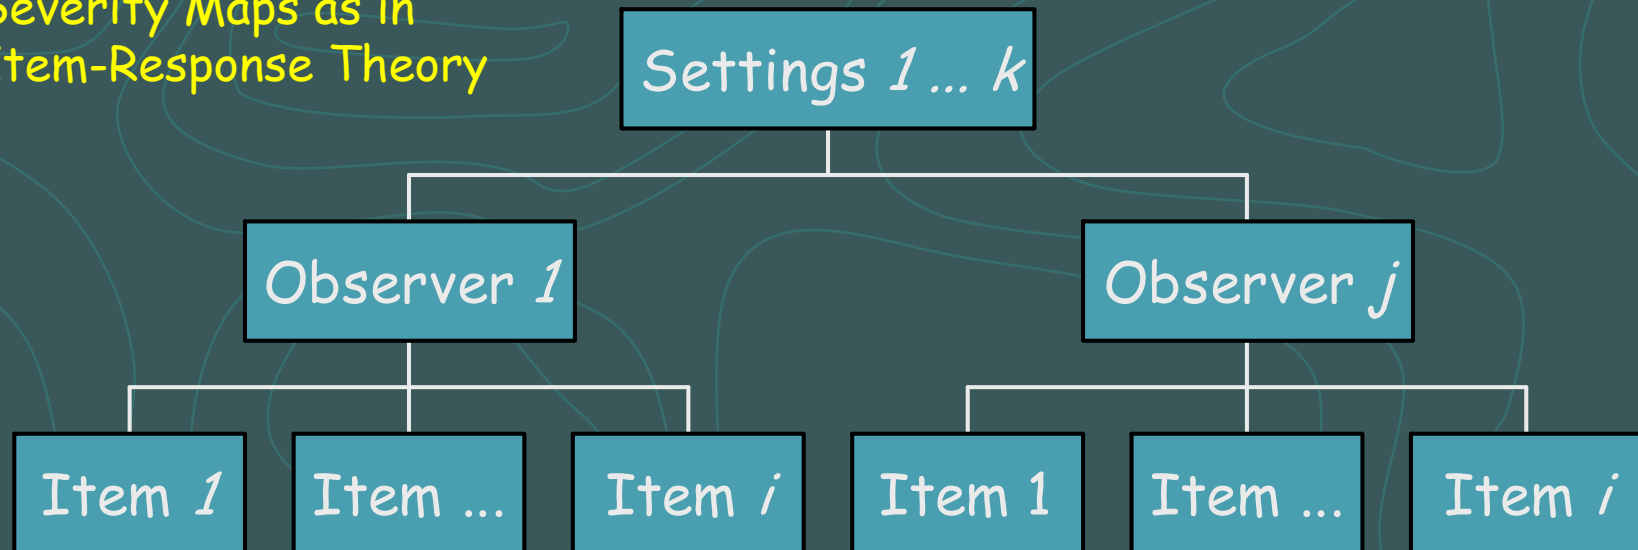 Severity Maps as in
Item-Response Theory
Settings 1 ... k
Observer 1
Observer j
Item 1
Item ...
Item i
Item 1
Item ...
Item i